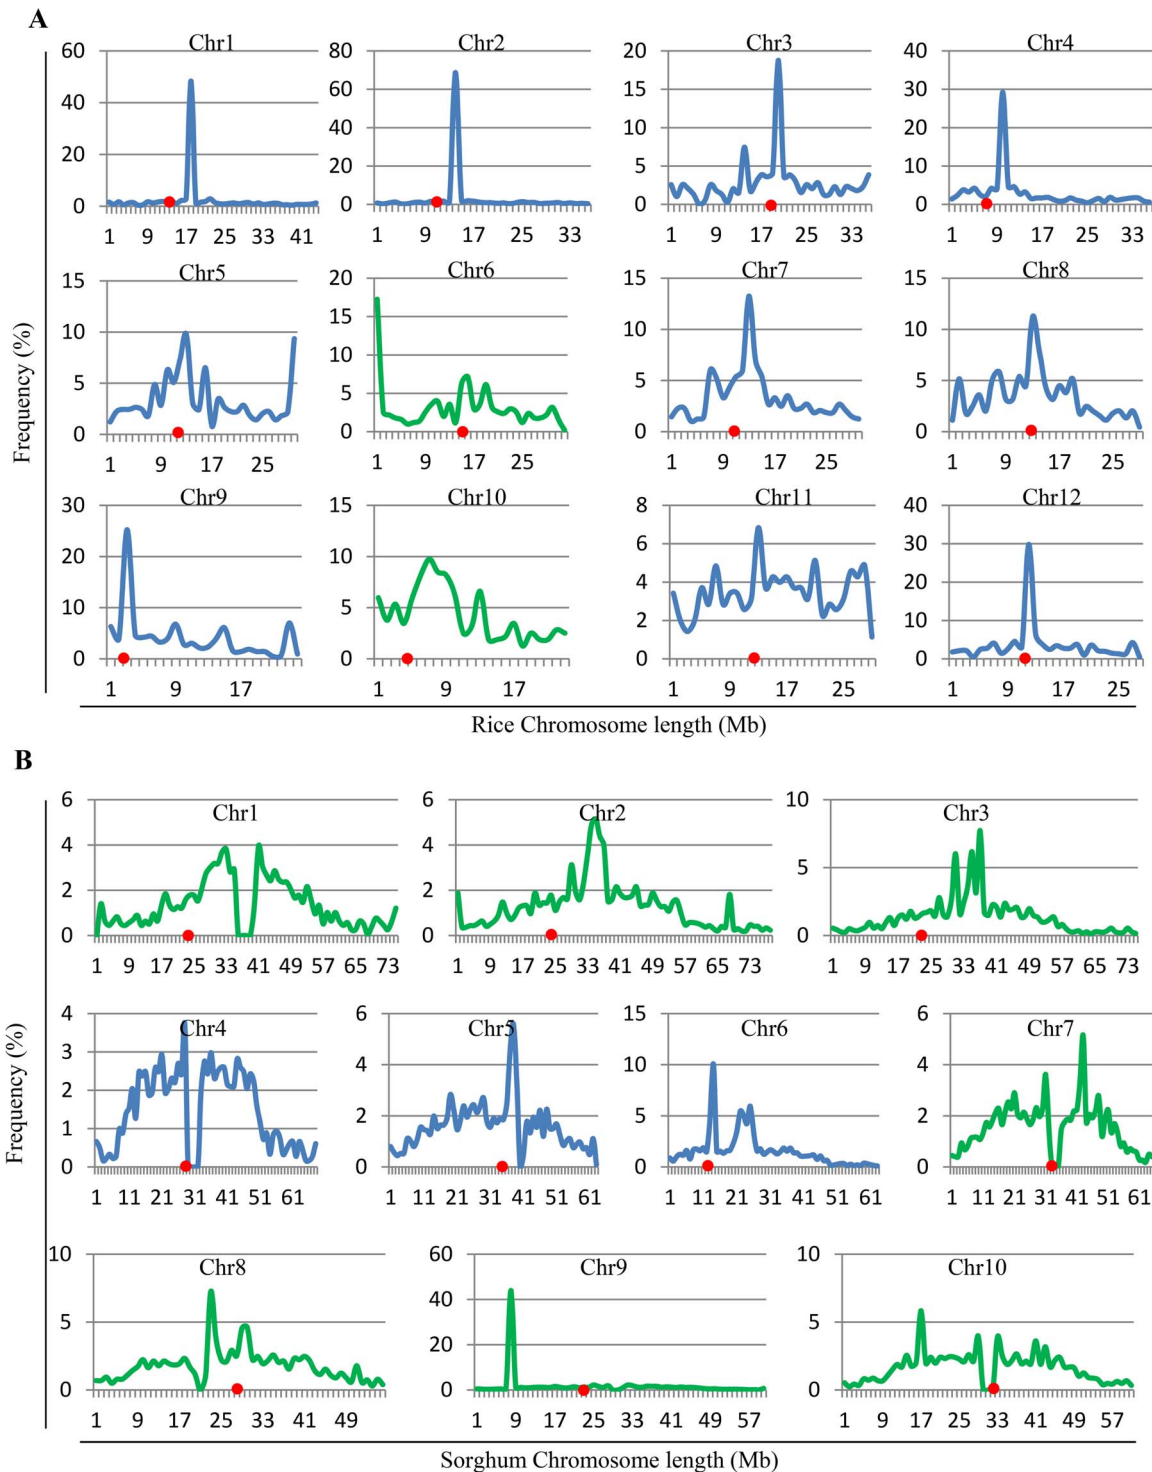 A
Chr1 Chr2 Chr3 Chr4
60 80 20 40
40 60 15 30
20 40 10 20
0 20 5 10
0 0 0
1 9 17 25 33 41 1 9 17 25 33 1 9 17 25 33 1 9 17 25 33
Chr5 Chr6 Chr7 Chr8
15 20 15 15
10 15 10 10
5 10 5 5
0 5 0 0
0
1 9 17 25 1 9 17 25 1 9 17 25 1 9 17 25
Frequency (%)
Chr9 Chr10 Chr11 Chr12
30 15 8 40
20 10 6 30
10 5 4 20
0 0 2 10
0 0
1 9 17 1 9 17 1 9 17 25 1 9 17 25
Rice Chromosome length (Mb)
B
Chr1 Chr2 Chr3
6 6 10
4 4 5
2 2 0
0 0
1 9 17 25 33 41 49 57 65 73 1 9 17 25 33 41 49 57 65 73 1 9 17 25 33 41 49 57 65 73
Chr4 Chr5 Chr6 Chr7
4 6 15 6
3 4 10 4
2 2 5 2
1 0 0 0
0
1 11 21 31 41 51 61 1 11 21 31 41 51 61 1 11 21 31 41 51 61 1 11 21 31 41 51 61
Frequency (%)
Chr8 Chr9 Chr10
10 60 10
5 40 5
0 20 0
0
1 9 17 25 33 41 49 1 9 17 25 33 41 49 57 1 9 17 25 33 41 49 57
Sorghum Chromosome length (Mb)